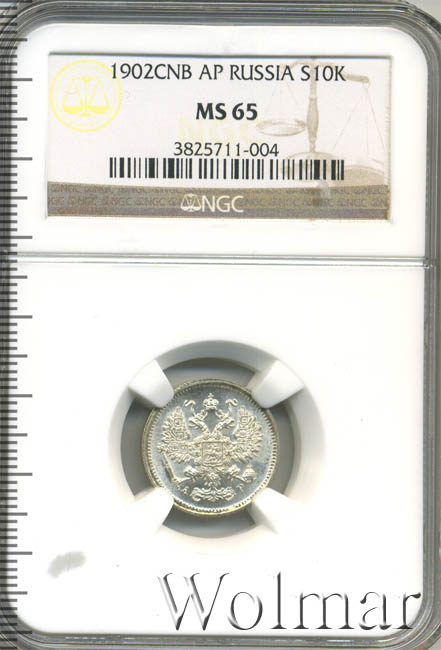 1902CNB AP RUSSIA S10K
MS 65
3825711-004
NGC
Wolmar